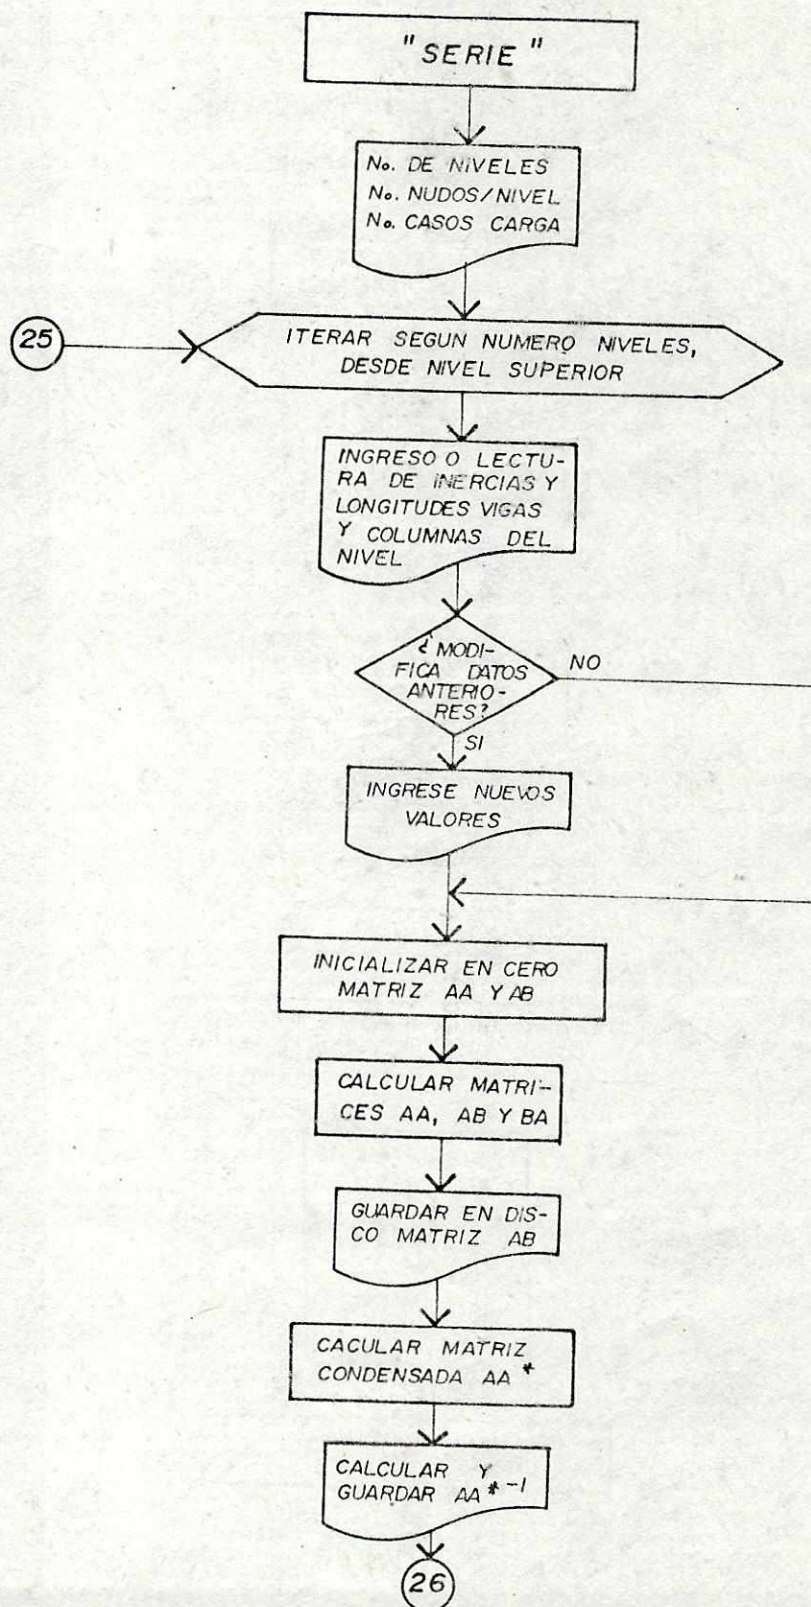 "SERIE"
No. DE NIVELES
No. NUDOS/NIVEL
No. CASOS CARGA
25
ITERAR SEGUN NUMERO NIVELES,
DESDE NIVEL SUPERIOR
INGRESO O LECTU-
RA DE INERCIAS Y
LONGITUDES VIGAS
Y COLUMNAS DEL
NIVEL
¿MODI-
FICA DATOS
ANTERIO-
RES?
NO
SI
INGRESE NUEVOS
VALORES
INICIALIZAR EN CERO
MATRIZ AA Y AB
CALCULAR MATRI-
CES AA, AB Y BA
GUARDAR EN DIS-
CO MATRIZ AB
CACULAR MATRIZ
CONDENSADA AA*
CALCULAR Y
GUARDAR AA*-1
26